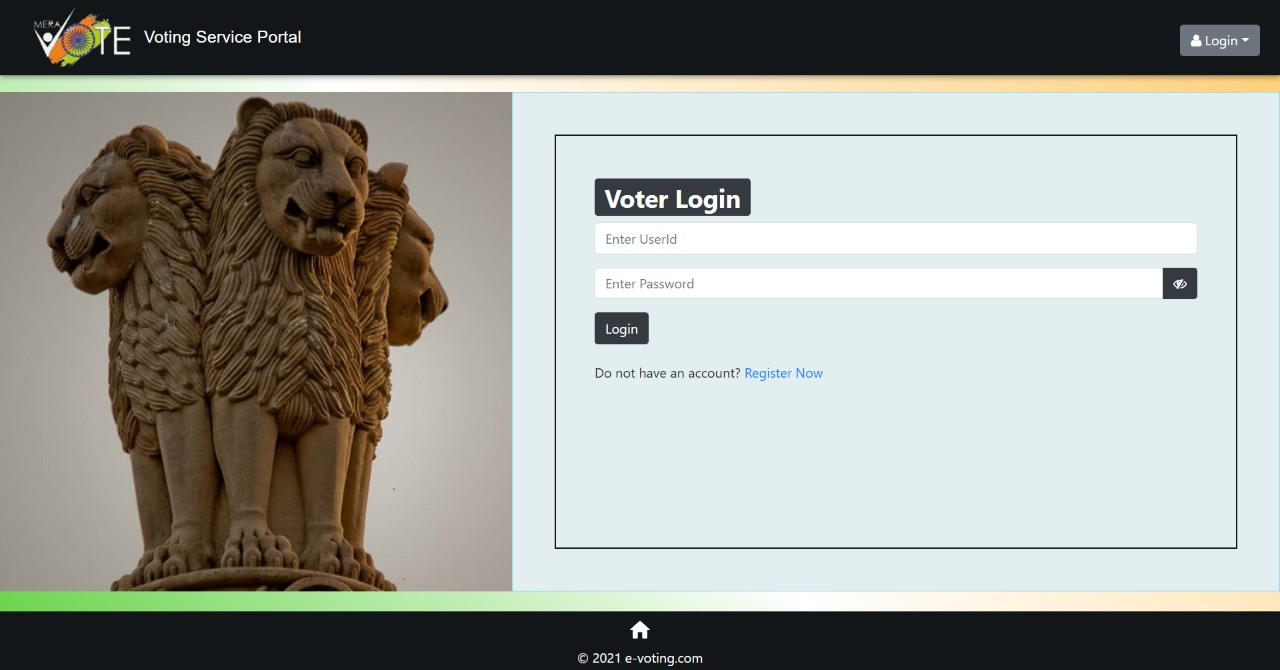 MERA
VOTE
Voting Service Portal
Login
Voter Login
Enter UserId
Enter Password
Login
Do not have an account? Register Now
© 2021 e-voting.com